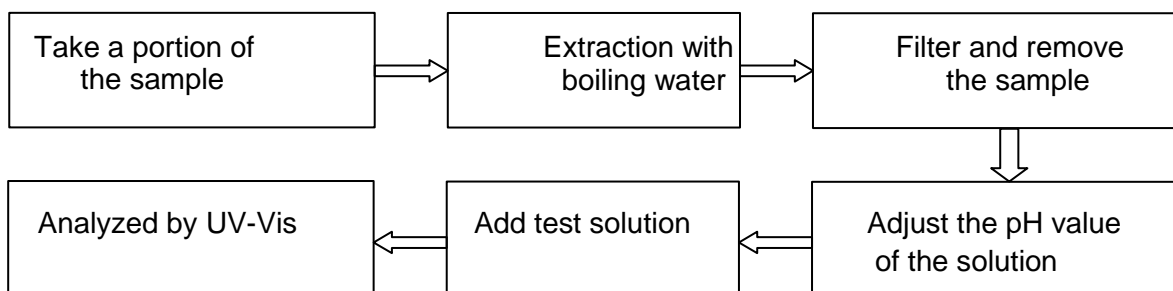 Take a portion of
the sample
Extraction with
boiling water
Filter and remove
the sample
Adjust the pH value
of the solution
Add test solution
Analyzed by UV-Vis